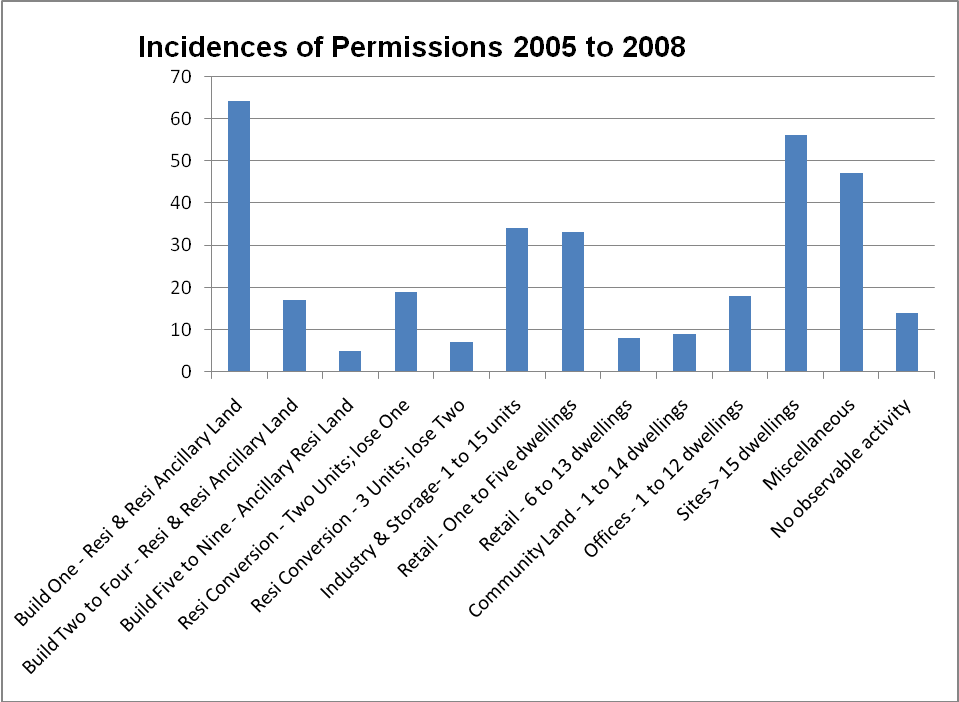 Incidences of Permissions 2005 to 2008
70
60
50
40
30
20
10
0
Build One - Resi & Resi Ancillary Land
Build Two to Four - Resi & Resi Ancillary Land
Build Five to Nine - Ancillary Resi Land
Resi Conversion - Two Units; lose One
Resi Conversion - 3 Units; lose Two
Industry & Storage- 1 to 15 units
Retail - One to Five dwellings
Retail - 6 to 13 dwellings
Community Land - 1 to 14 dwellings
Offices - 1 to 12 dwellings
Sites > 15 dwellings
Miscellaneous
No observable activity